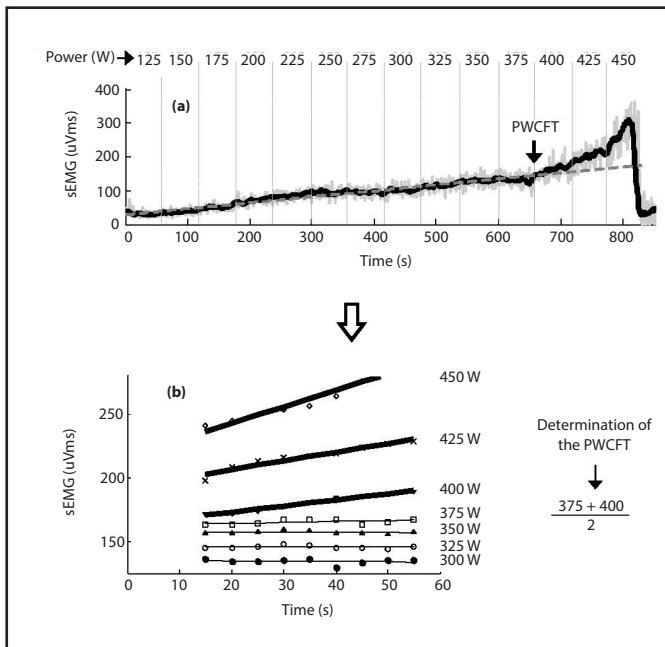 Power (W) 125 150 175 200 225 250 275 300 325 350 375 400 425 450
400
300
200
100
0
sEMG (uVms)
(a)
PWCFT
0 100 200 300 400 500 600 700 800
Time (s)
(b)
250
200
150
sEMG (uVms)
450 W
425 W
400 W
375 W
350 W
325 W
300 W
0 10 20 30 40 50 60
Time (s)
Determination of
the PWCFT
375 + 400
2